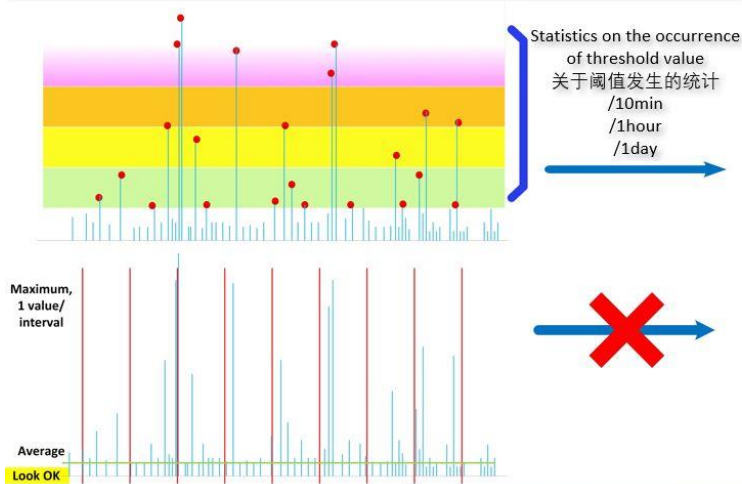 Statistics on the occurrence
of threshold value
关于阈值发生的统计
/10min
/1hour
/1day
Maximum,
1 value/
interval
Average
Look OK